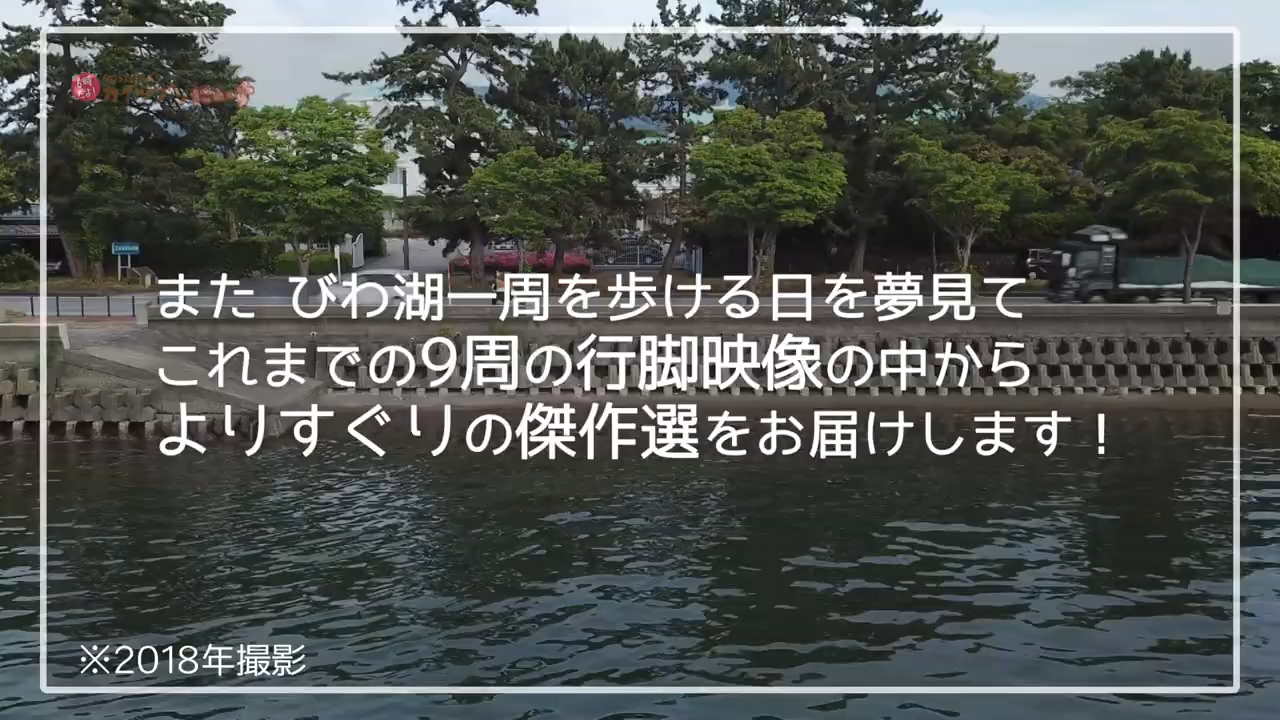 また びわ湖一周を歩ける日を夢見て
これまでの9周の行脚映像の中から
よりすぐりの傑作選をお届けします！
※2018年撮影